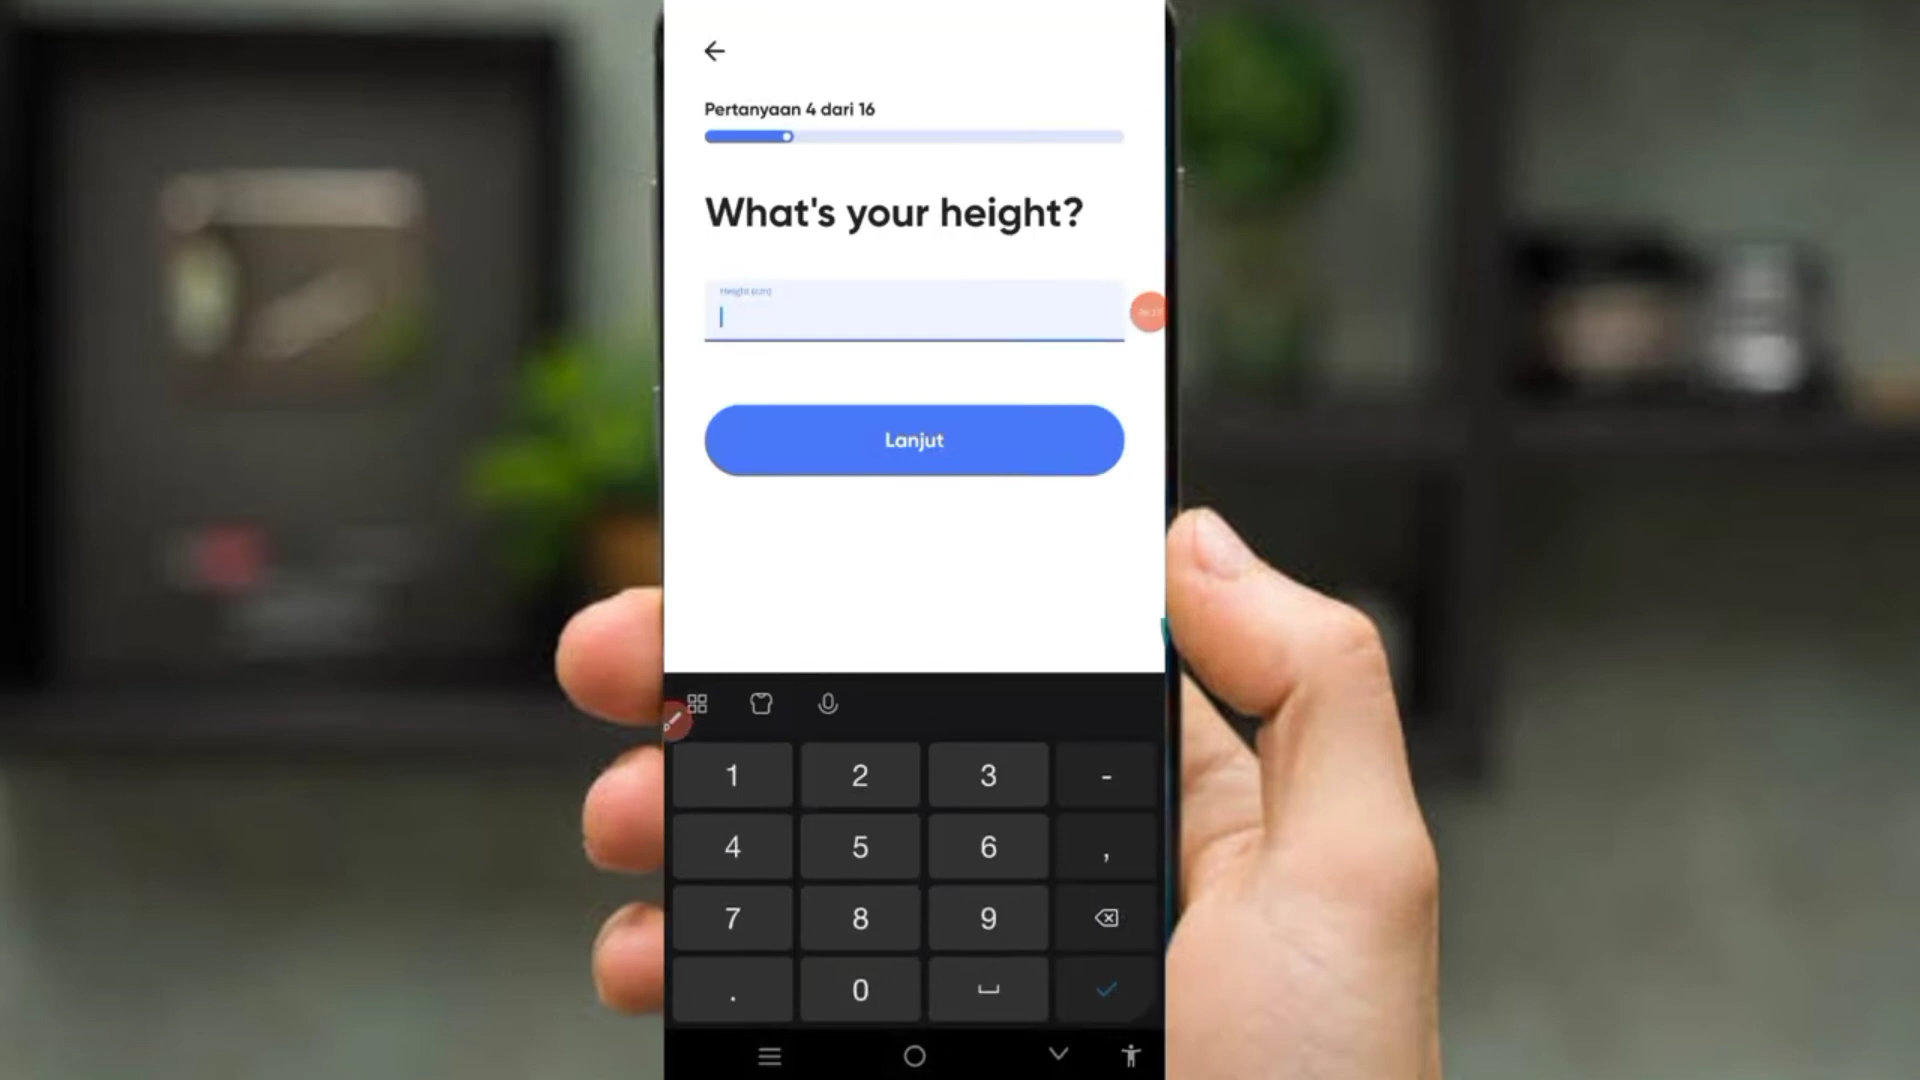 Pertanyaan 4 dari 16
What's your height?
Height (cm)
Lanjut
1 2 3 -
4 5 6 ,
7 8 9
. 0